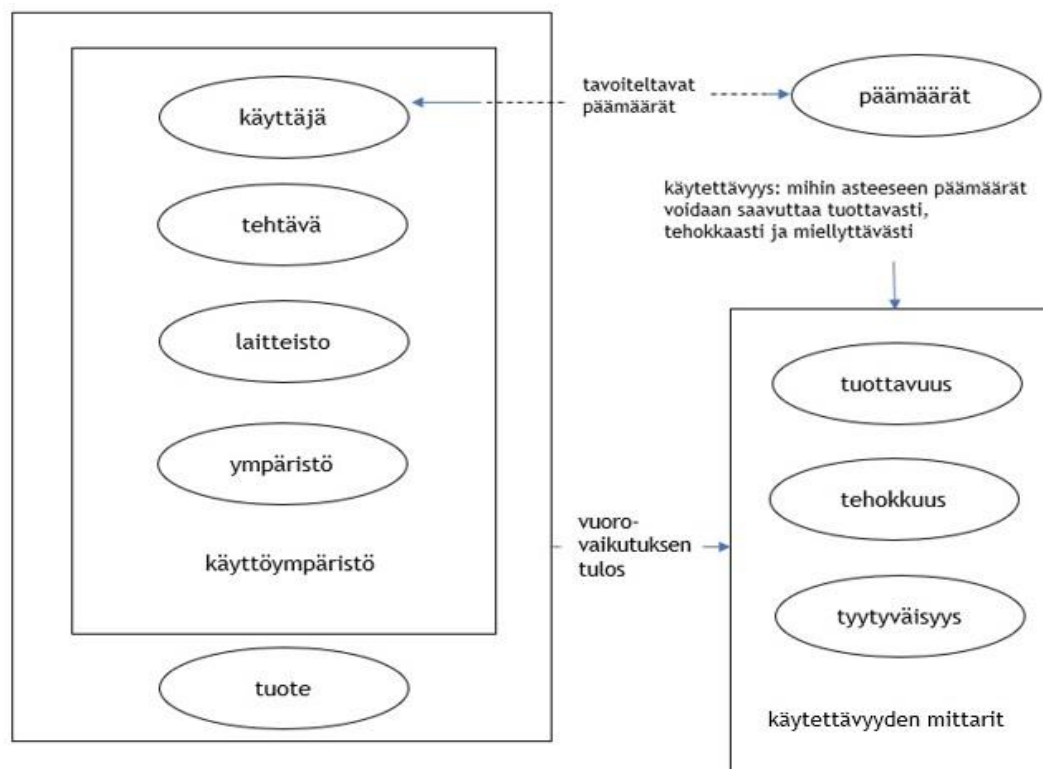 käyttäjä
tehtävä
laitteisto
ympäristö
käyttöympäristö
tuote
tavoiteltavat
päämäärät
päämäärät
käytettävyys: mihin asteeseen päämäärät
voidaan saavuttaa tuottavasti,
tehokkaasti ja miellyttävästi
vuoro-
vaikutuksen
tulos
tuottavuus
tehokkuus
tyytyväisyys
käytettävyyden mittarit